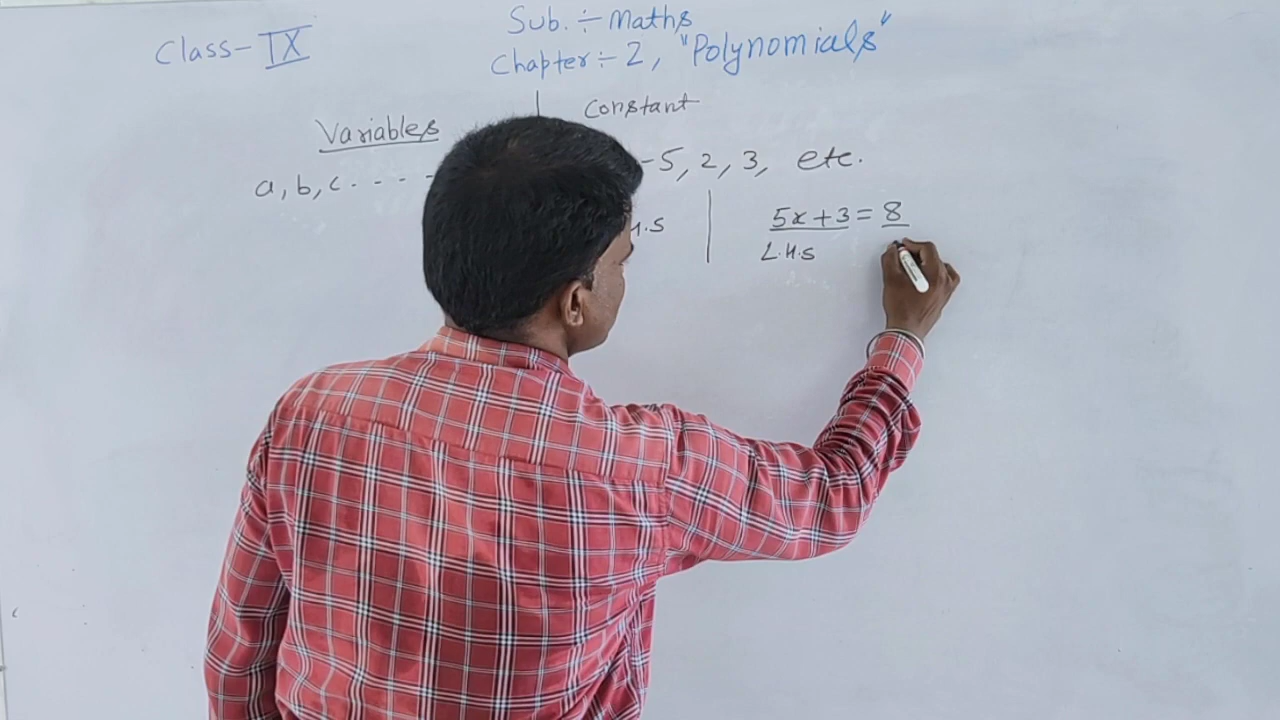 Class-IX
Sub.÷Maths
Chapter÷2, "Polynomials"
Variables
Constant
a, b, c. - - - -
-5, 2, 3, etc.
H.S
5x+3=8
L.H.S